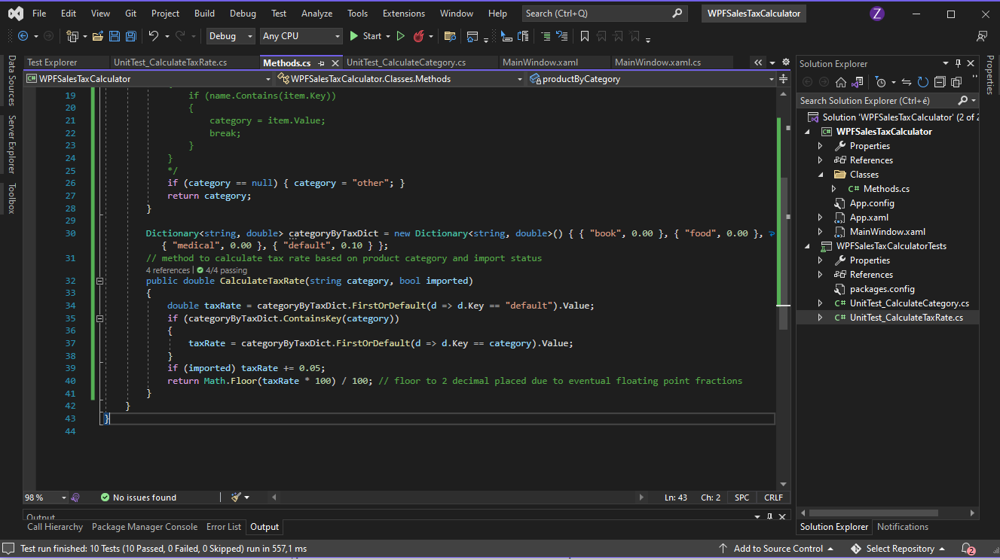 File Edit View Git Project Build Debug Test Analyze Tools Extensions Window Help Search (Ctrl+Q) WPFSalesTaxCalculator Z
Debug Any CPU Start
Data Sources
Server Explorer
Toolbox
Test Explorer UnitTest_CalculateTaxRate.cs Methods.cs UnitTest_CalculateCategory.cs MainWindow.xaml MainWindow.xaml.cs
C# WPFSalesTaxCalculator WPFSalesTaxCalculator.Classes.Methods productByCategory
19 if (name.Contains(item.Key))
20 {
21 category = item.Value;
22 break;
23 }
24 }
25 */
26 if (category == null) { category = "other"; }
27 return category;
28 }
29
30 Dictionary<string, double> categoryByTaxDict = new Dictionary<string, double>() { { "book", 0.00 }, { "food", 0.00 },
{ "medical", 0.00 }, { "default", 0.10 } };
31 // method to calculate tax rate based on product category and import status
4 references | 4/4 passing
32 public double CalculateTaxRate(string category, bool imported)
33 {
34 double taxRate = categoryByTaxDict.FirstOrDefault(d => d.Key == "default").Value;
35 if (categoryByTaxDict.ContainsKey(category))
36 {
37 taxRate = categoryByTaxDict.FirstOrDefault(d => d.Key == category).Value;
38 }
39 if (imported) taxRate += 0.05;
40 return Math.Floor(taxRate * 100) / 100; // floor to 2 decimal placed due to eventual floating point fractions
41 }
42 }
43 }
44
98 % No issues found Ln: 43 Ch: 2 SPC CRLF
Output
Call Hierarchy Package Manager Console Error List Output
Solution Explorer
Search Solution Explorer (Ctrl+é)
Solution 'WPFSalesTaxCalculator' (2 of 2
C# WPFSalesTaxCalculator
Properties
References
Classes
C# Methods.cs
App.config
App.xaml
MainWindow.xaml
WPFSalesTaxCalculatorTests
Properties
References
packages.config
C# UnitTest_CalculateCategory.cs
C# UnitTest_CalculateTaxRate.cs
Solution Explorer Notifications
Properties
Test run finished: 10 Tests (10 Passed, 0 Failed, 0 Skipped) run in 557,1 ms Add to Source Control Select Repository 2